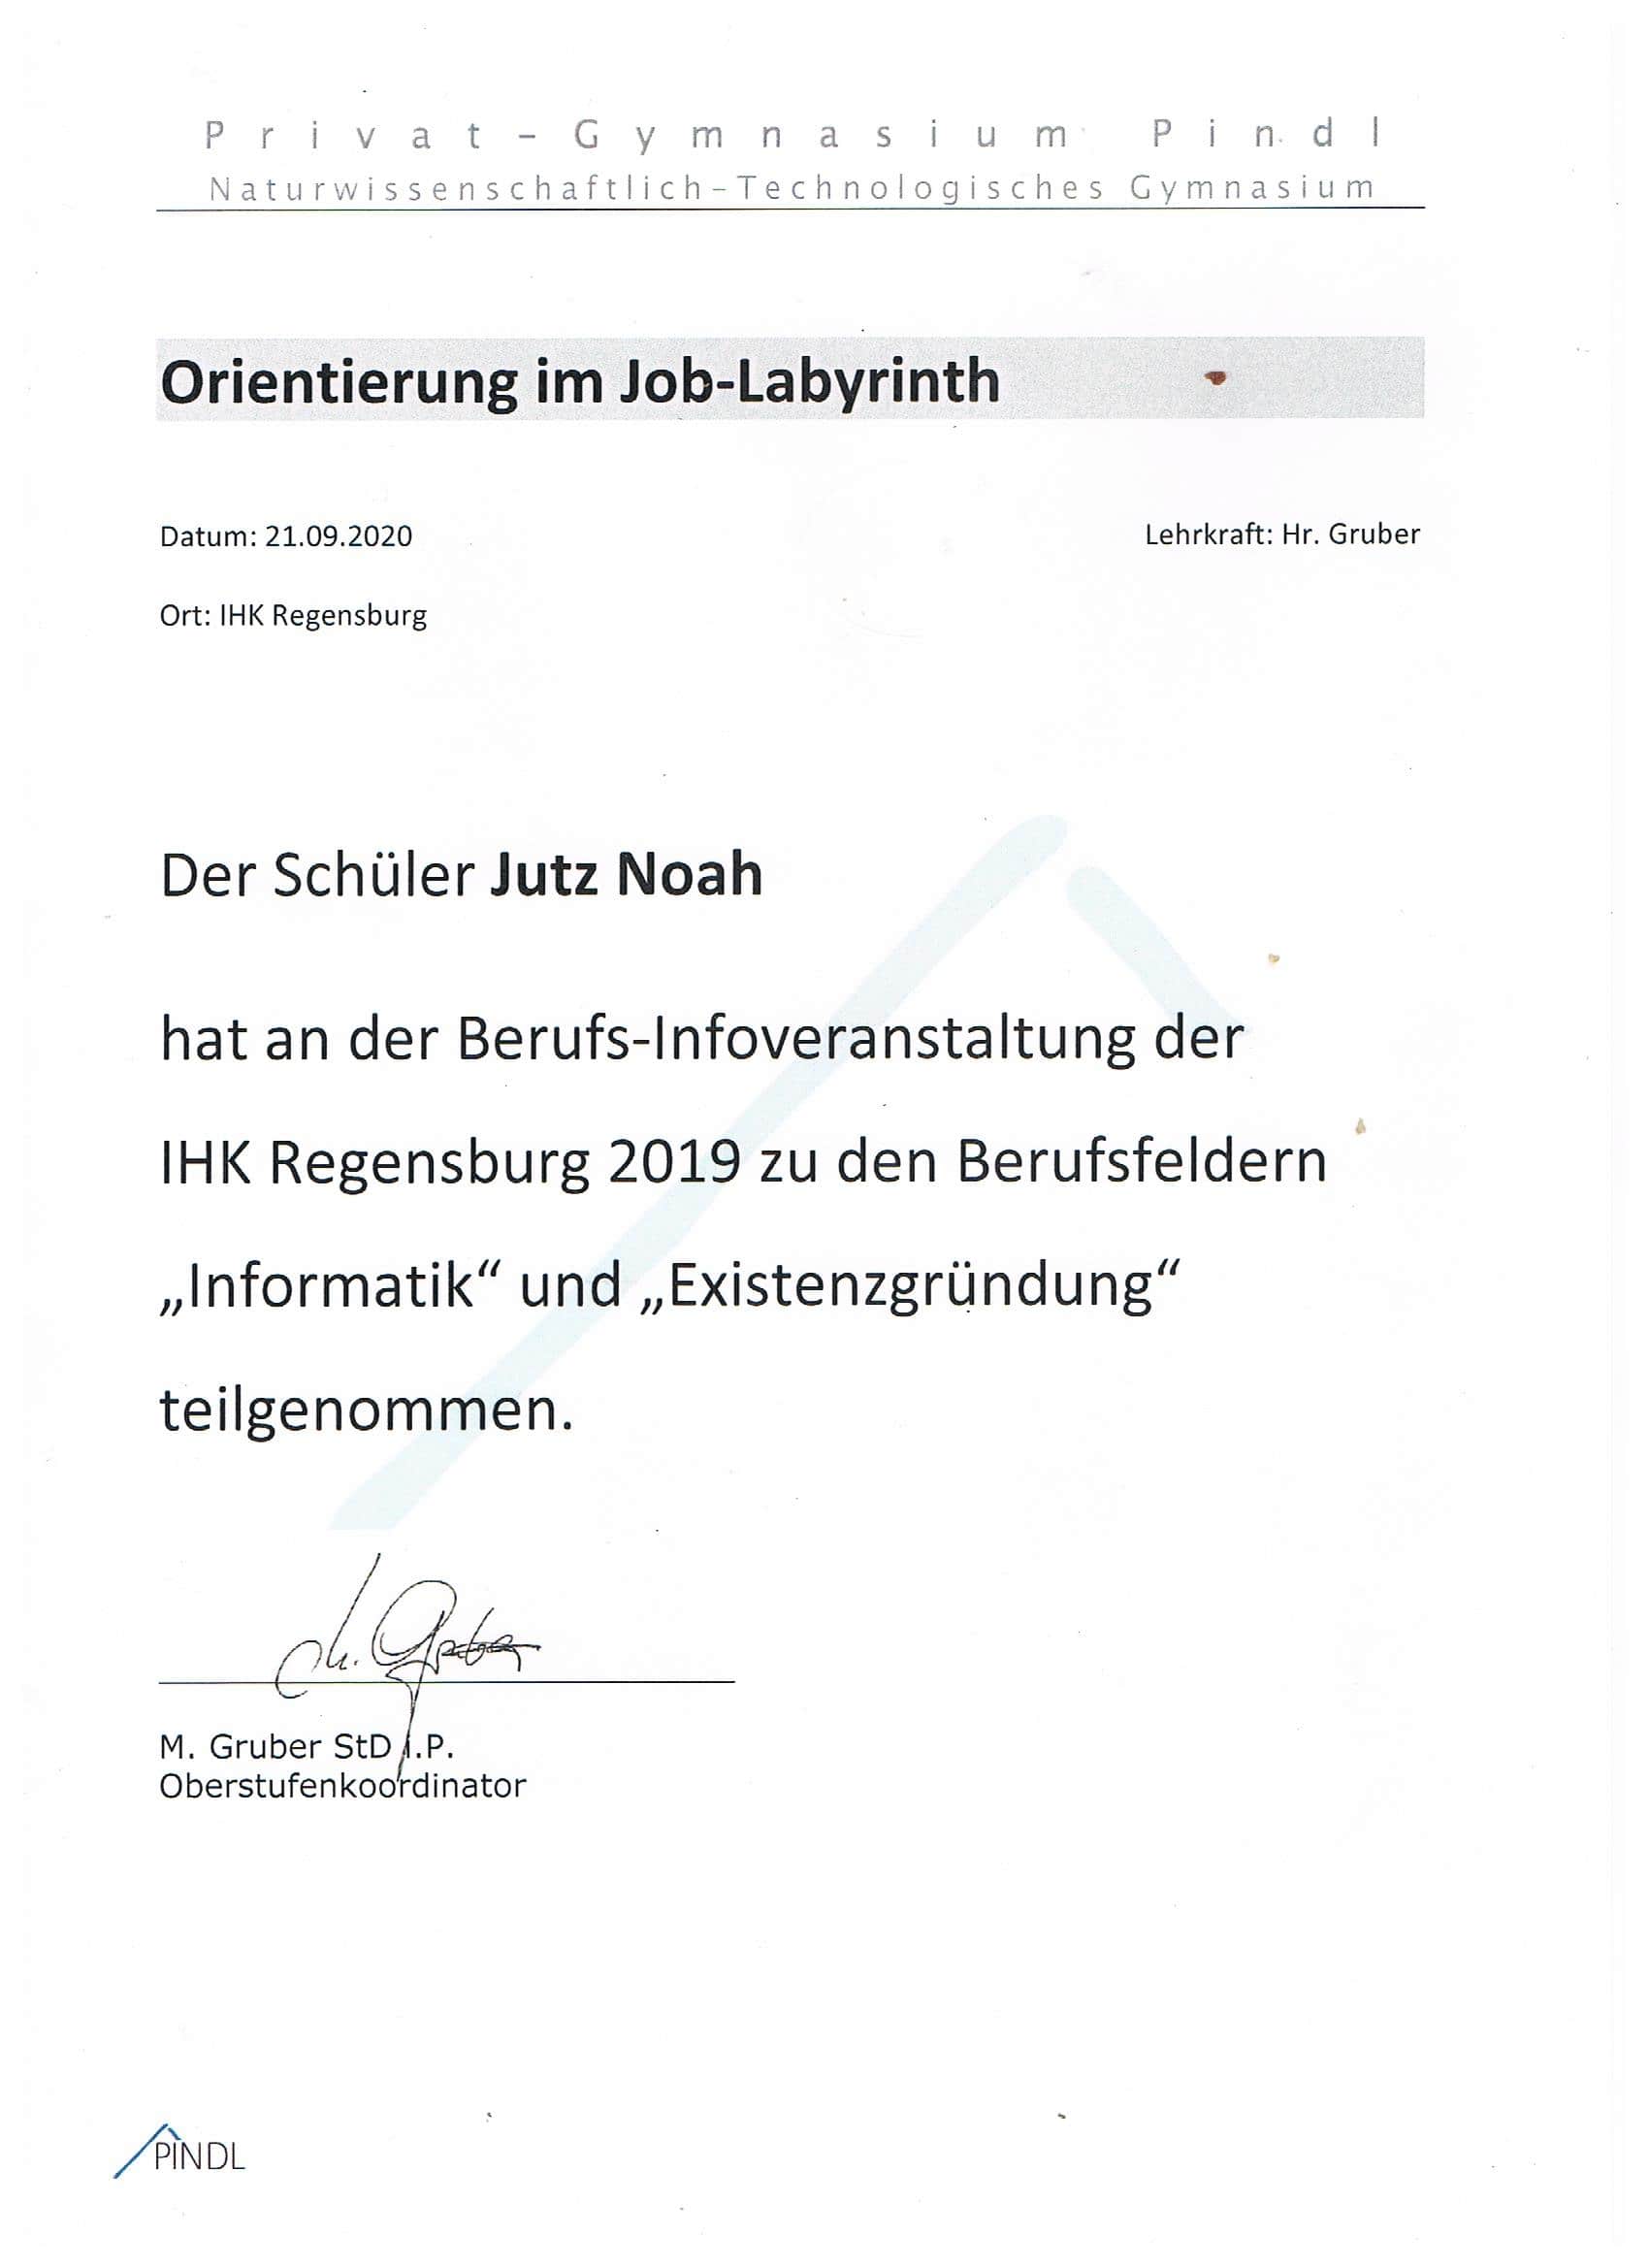 Privat-Gymnasium Pindl
Naturwissenschaftlich-Technologisches Gymnasium
Orientierung im Job-Labyrinth
Datum: 21.09.2020 Lehrkraft: Hr. Gruber
Ort: IHK Regensburg
Der Schüler Jutz Noah
hat an der Berufs-Infoveranstaltung der
IHK Regensburg 2019 zu den Berufsfeldern
„Informatik“ und „Existenzgründung“
teilgenommen.
M. Gruber
M. Gruber StD i.P.
Oberstufenkoordinator
PINDL